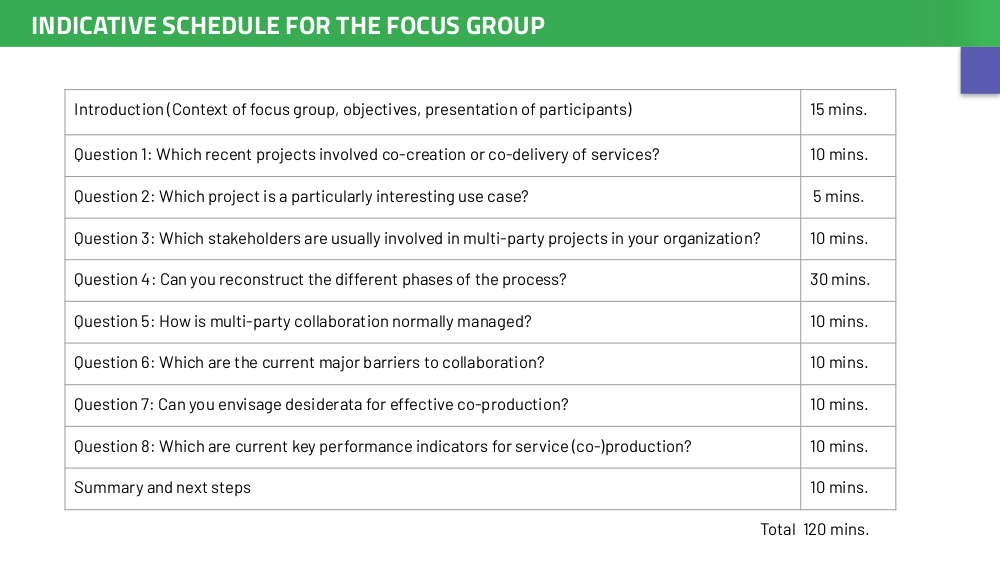 INDICATIVE SCHEDULE FOR THE FOCUS GROUP
Introduction (Context of focus group, objectives, presentation of participants) 15 mins.
Question 1: Which recent projects involved co-creation or co-delivery of services? 10 mins.
Question 2: Which project is a particularly interesting use case? 5 mins.
Question 3: Which stakeholders are usually involved in multi-party projects in your organization? 10 mins.
Question 4: Can you reconstruct the different phases of the process? 30 mins.
Question 5: How is multi-party collaboration normally managed? 10 mins.
Question 6: Which are the current major barriers to collaboration? 10 mins.
Question 7: Can you envisage desiderata for effective co-production? 10 mins.
Question 8: Which are current key performance indicators for service (co-)production? 10 mins.
Summary and next steps 10 mins.
Total 120 mins.